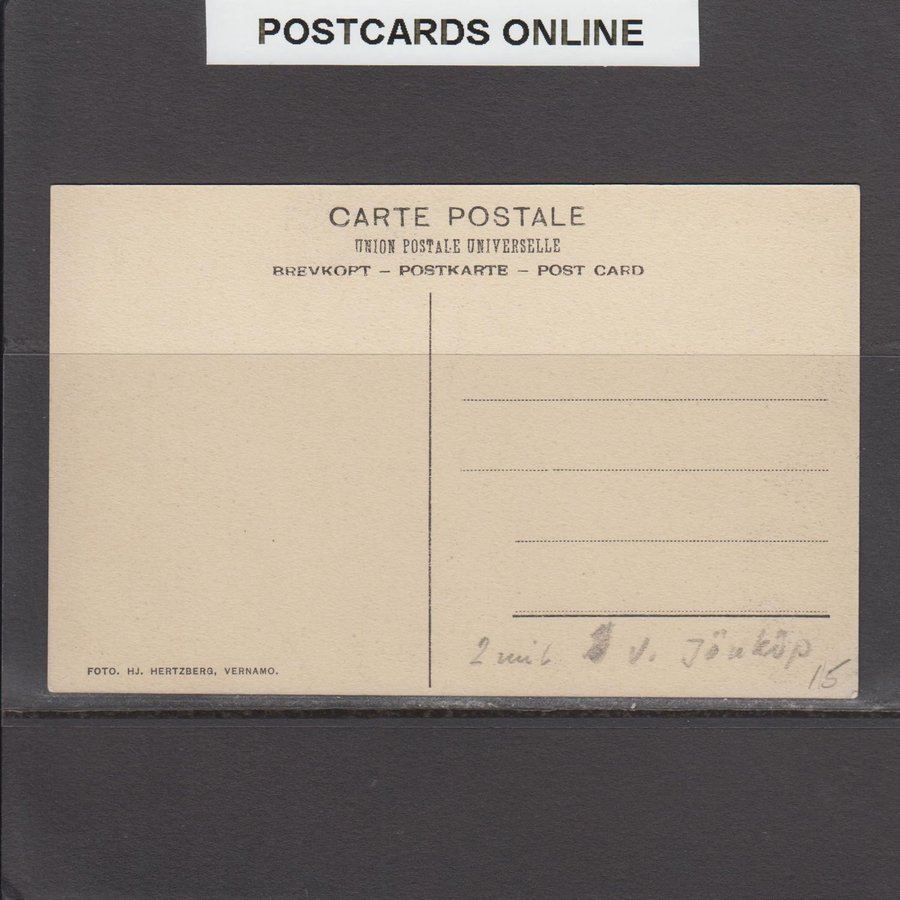 POSTCARDS ONLINE
CARTE POSTALE
UNION POSTALE UNIVERSELLE
BREVKOPT – POSTKARTE – POST CARD
2 mil v. Jönköp
15
FOTO. HJ. HERTZBERG, VERNAMO.